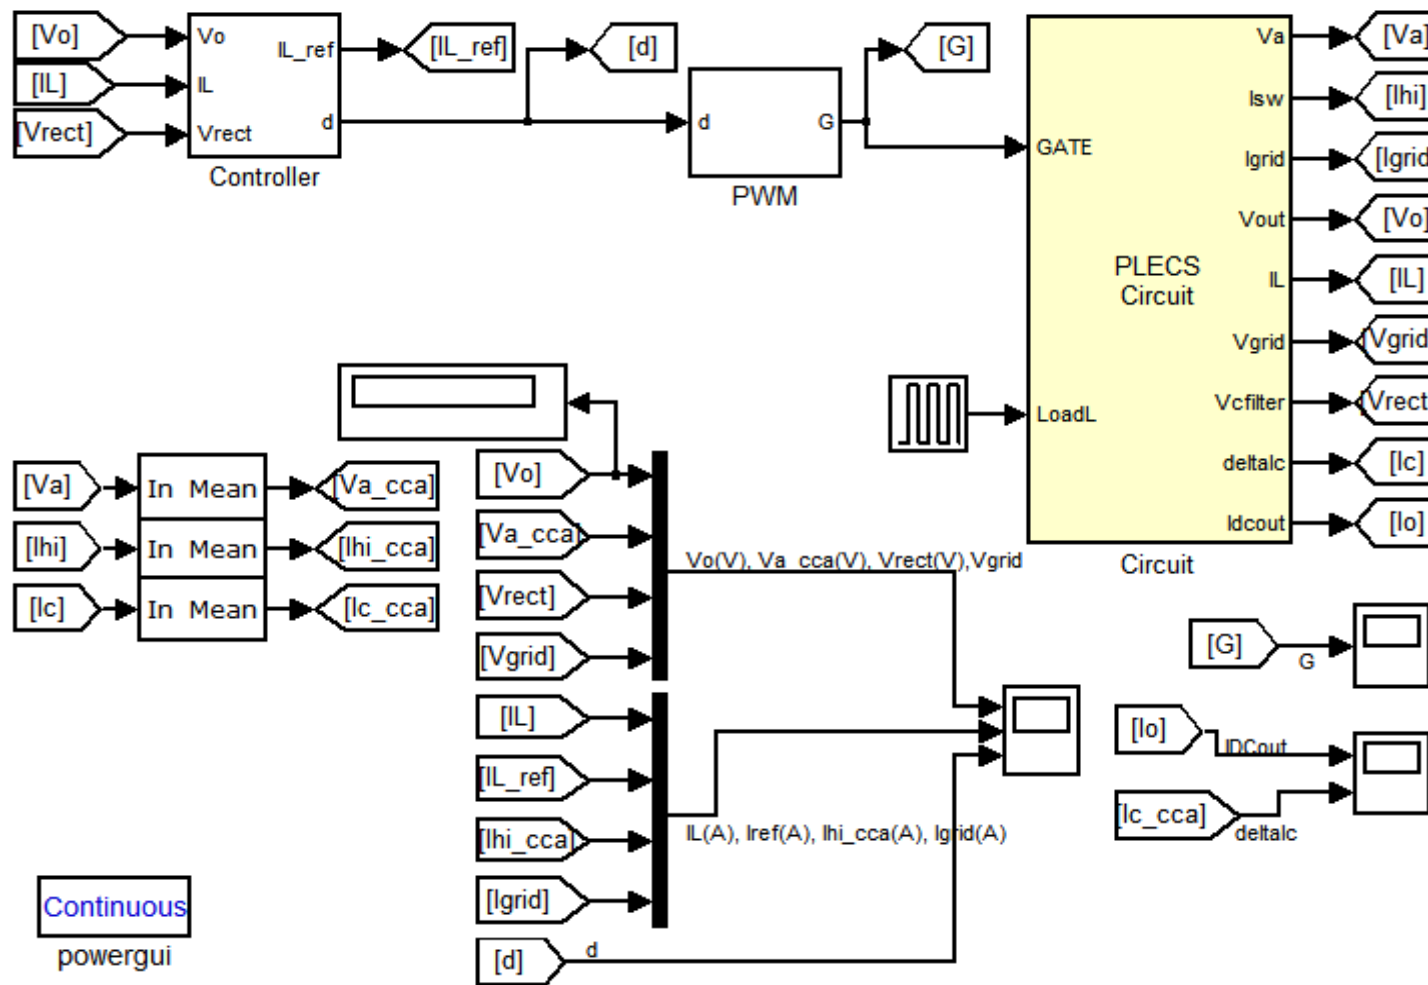 [Vo]
[IL]
[Vrect]
Vo
IL
Vrect
IL_ref
d
Controller
[IL_ref]
[d]
d
G
PWM
[G]
GATE
LoadL
PLECS
Circuit
Va
Isw
Igrid
Vout
IL
Vgrid
Vcfilter
deltaIc
Idcout
Circuit
[Va]
[Ihi]
[Igrid
[Vo]
[IL]
[Vgrid
[Vrect
[Ic]
[Io]
[Va]
In Mean
[Va_cca]
[Ihi]
In Mean
[Ihi_cca]
[Ic]
In Mean
[Ic_cca]
[Vo]
[Va_cca]
[Vrect]
[Vgrid]
Vo(V), Va_cca(V), Vrect(V),Vgrid
[IL]
[IL_ref]
[Ihi_cca]
[Igrid]
IL(A), Iref(A), Ihi_cca(A), Igrid(A)
[d]
d
[G]
G
[Io]
IDCout
[Ic_cca]
deltaIc
Continuous
powergui